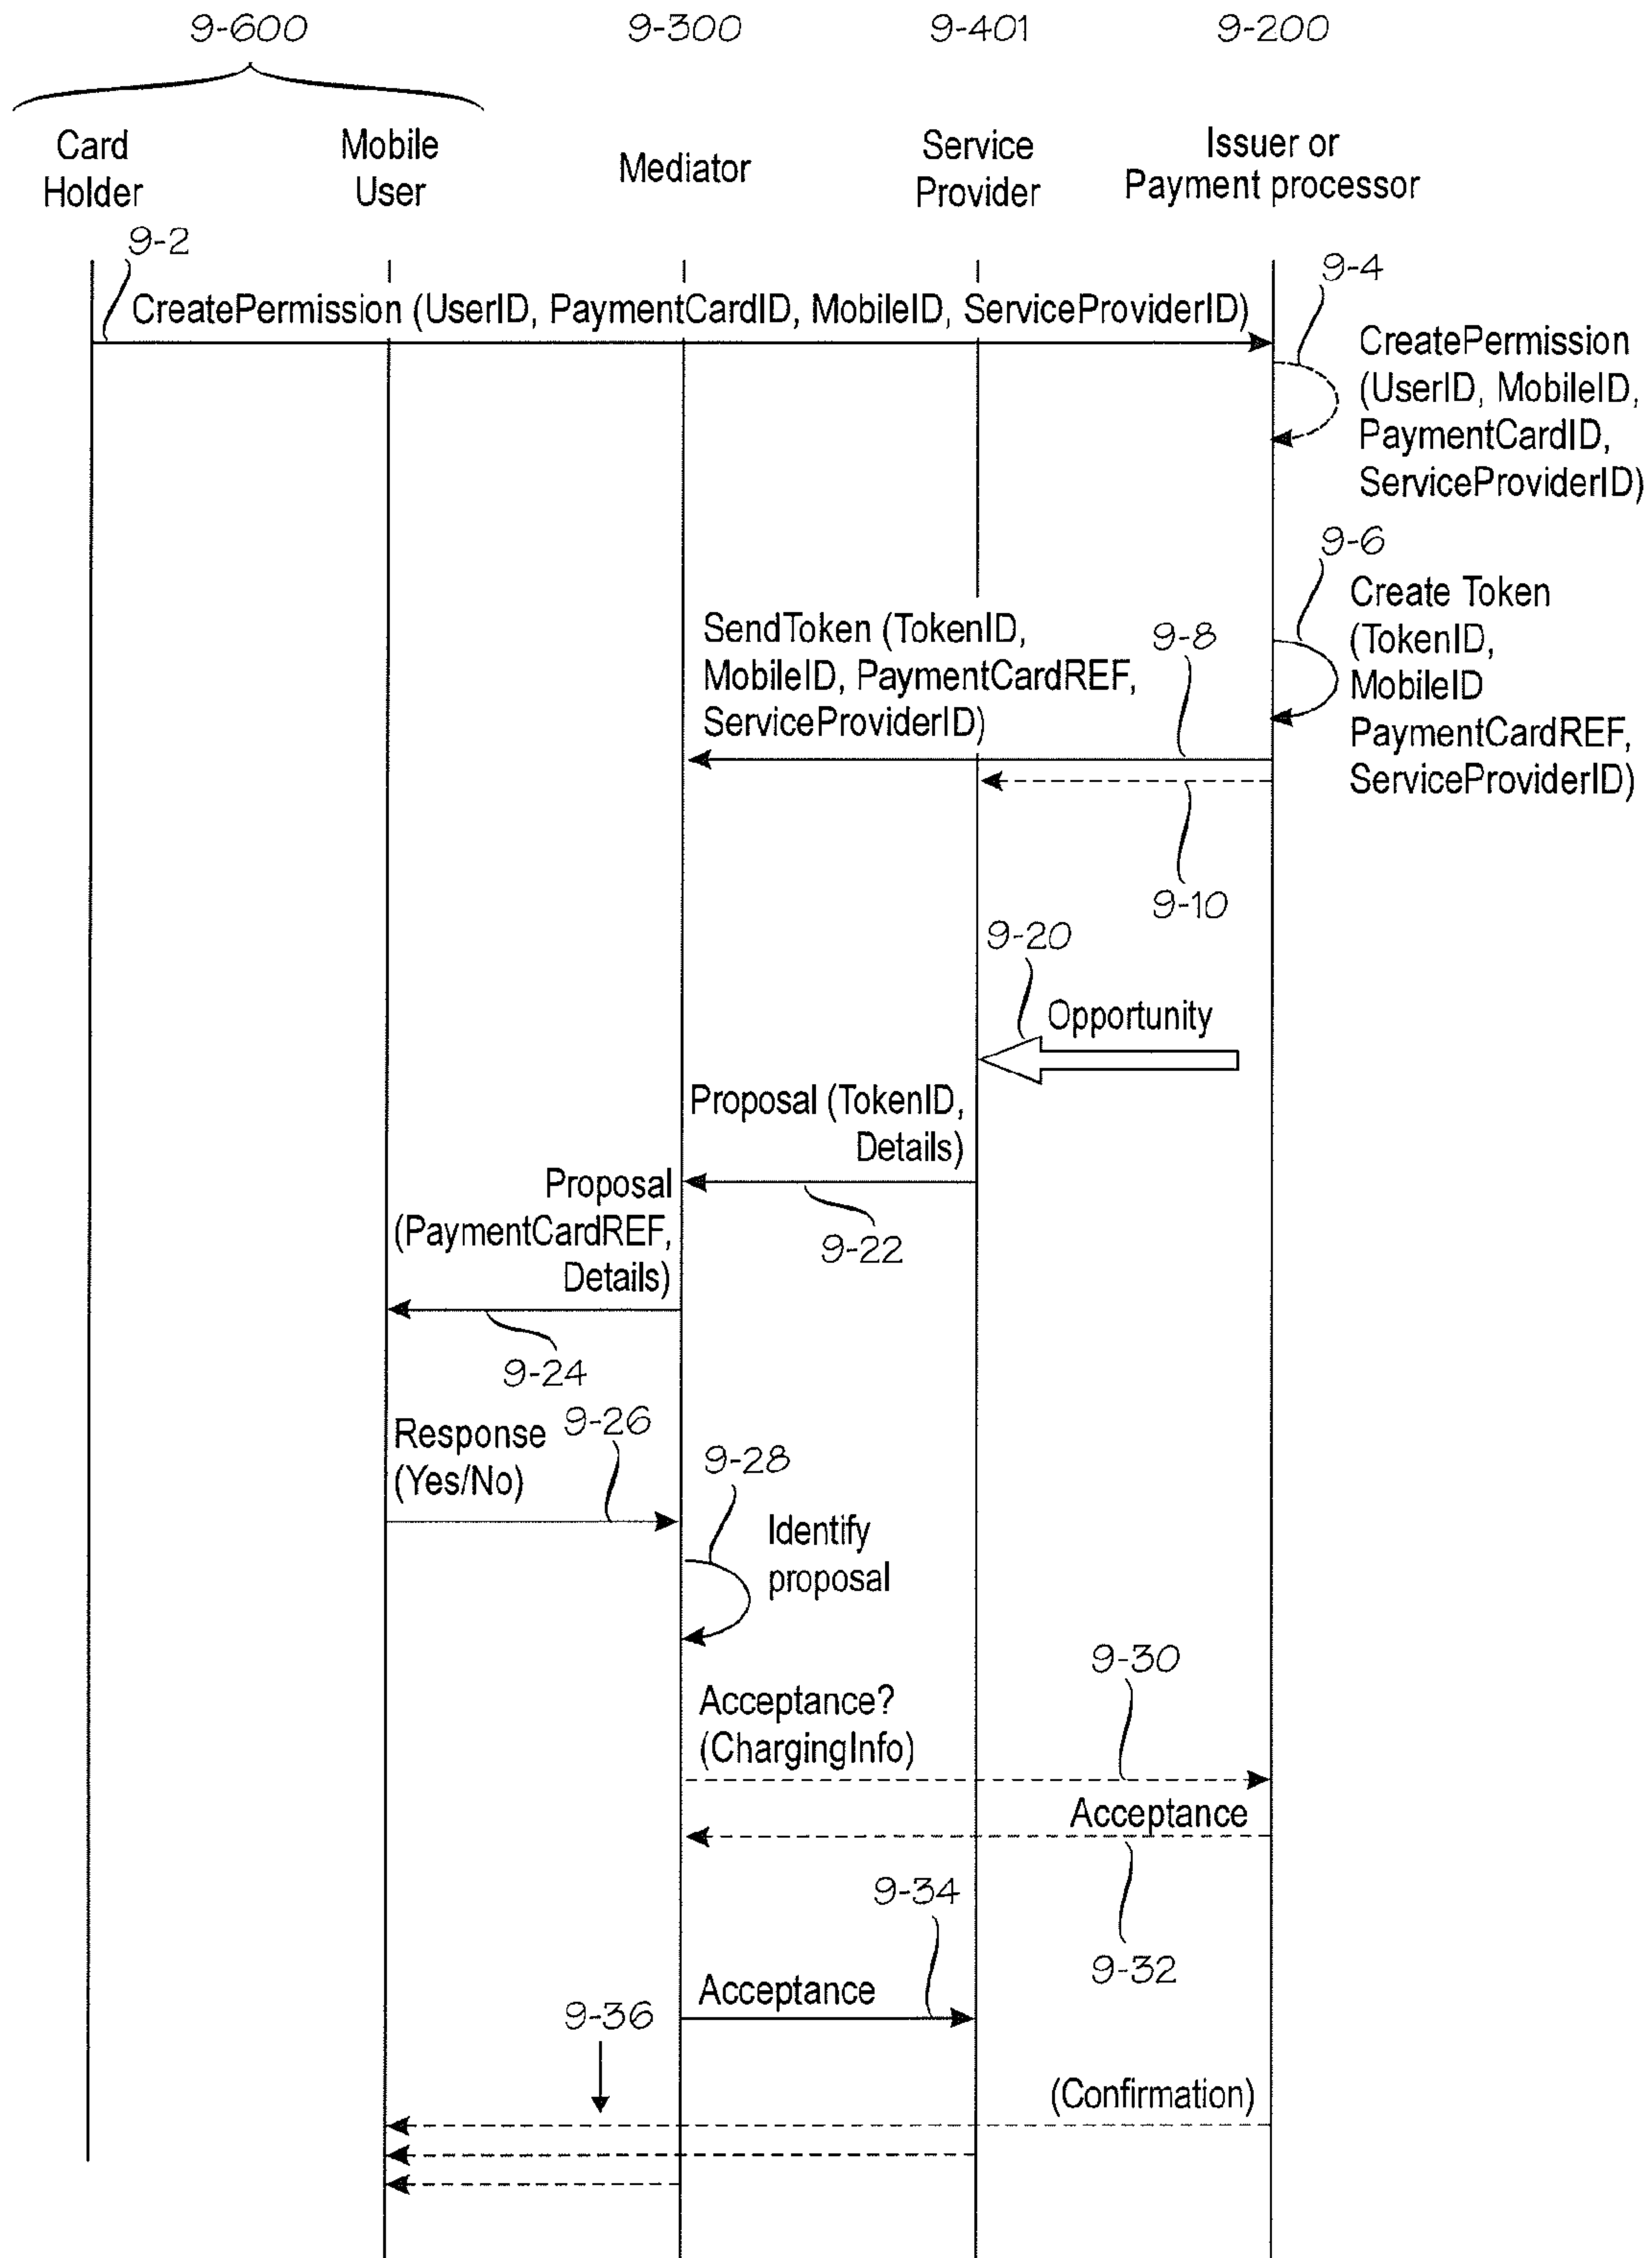 9-600
9-300
9-401
9-200
Card
Holder
Mobile
User
Mediator
Service
Provider
Issuer or
Payment processor
9-2
CreatePermission (UserID, PaymentCardID, MobileID, ServiceProviderID)
9-4
CreatePermission
(UserID, MobileID,
PaymentCardID,
ServiceProviderID)
9-6
Create Token
(TokenID,
MobileID
PaymentCardREF,
ServiceProviderID)
SendToken (TokenID,
MobileID, PaymentCardREF,
ServiceProviderID)
9-8
9-10
9-20
Opportunity
Proposal (TokenID,
Details)
9-22
Proposal
(PaymentCardREF,
Details)
9-24
Response
(Yes/No)
9-26
9-28
Identify
proposal
9-30
Acceptance?
(ChargingInfo)
Acceptance
9-32
9-34
Acceptance
9-36
(Confirmation)